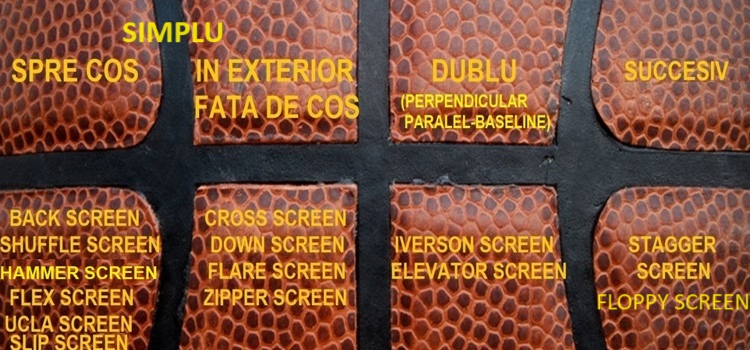 SIMPLU
SPRE COS
IN EXTERIOR
FATA DE COS
DUBLU
(PERPENDICULAR
PARALEL-BASELINE)
SUCCESIV
BACK SCREEN
SHUFFLE SCREEN
HAMMER SCREEN
FLEX SCREEN
UCLA SCREEN
SLIP SCREEN
CROSS SCREEN
DOWN SCREEN
FLARE SCREEN
ZIPPER SCREEN
IVERSON SCREEN
ELEVATOR SCREEN
STAGGER
SCREEN
FLOPPY SCREEN